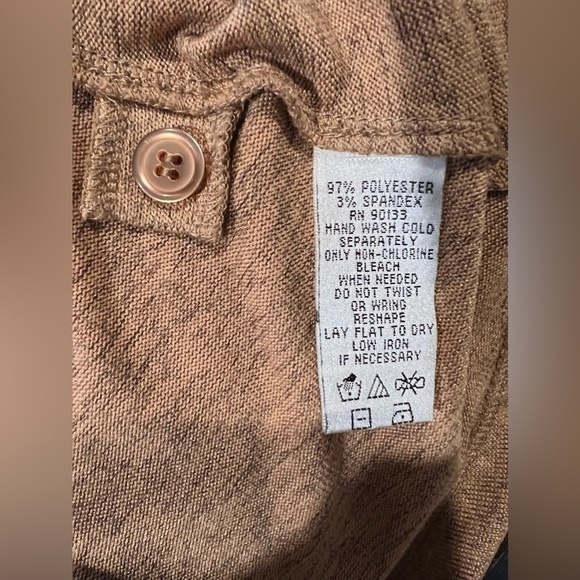 97% POLYESTER
3% SPANDEX
RN 90133
HAND WASH COLD
SEPARATELY
ONLY NON-CHLORINE
BLEACH
WHEN NEEDED
DO NOT TWIST
OR WRING
RESHAPE
LAY FLAT TO DRY
LOW IRON
IF NECESSARY